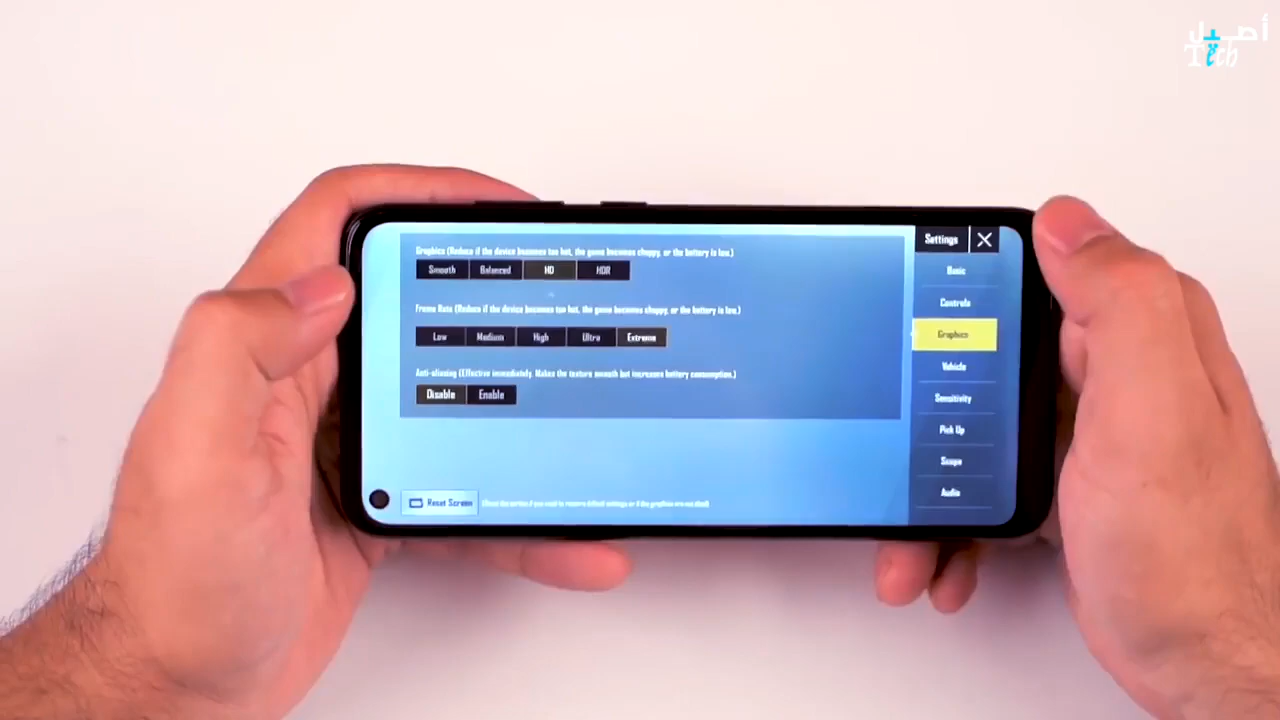 أصيل
Tech
Settings
Graphics (Reduce if the device becomes too hot, the game becomes choppy, or the battery is low.)
Smooth Balanced HD HDR
Basic
Controls
Frame Rate (Reduce if the device becomes too hot, the game becomes choppy, or the battery is low.)
Low Medium High Ultra Extreme
Graphics
Vehicle
Anti-aliasing (Effective immediately. Makes the texture smooth but increases battery consumption.)
Disable Enable
Sensitivity
Pick Up
Scope
Audio
Reset Screen